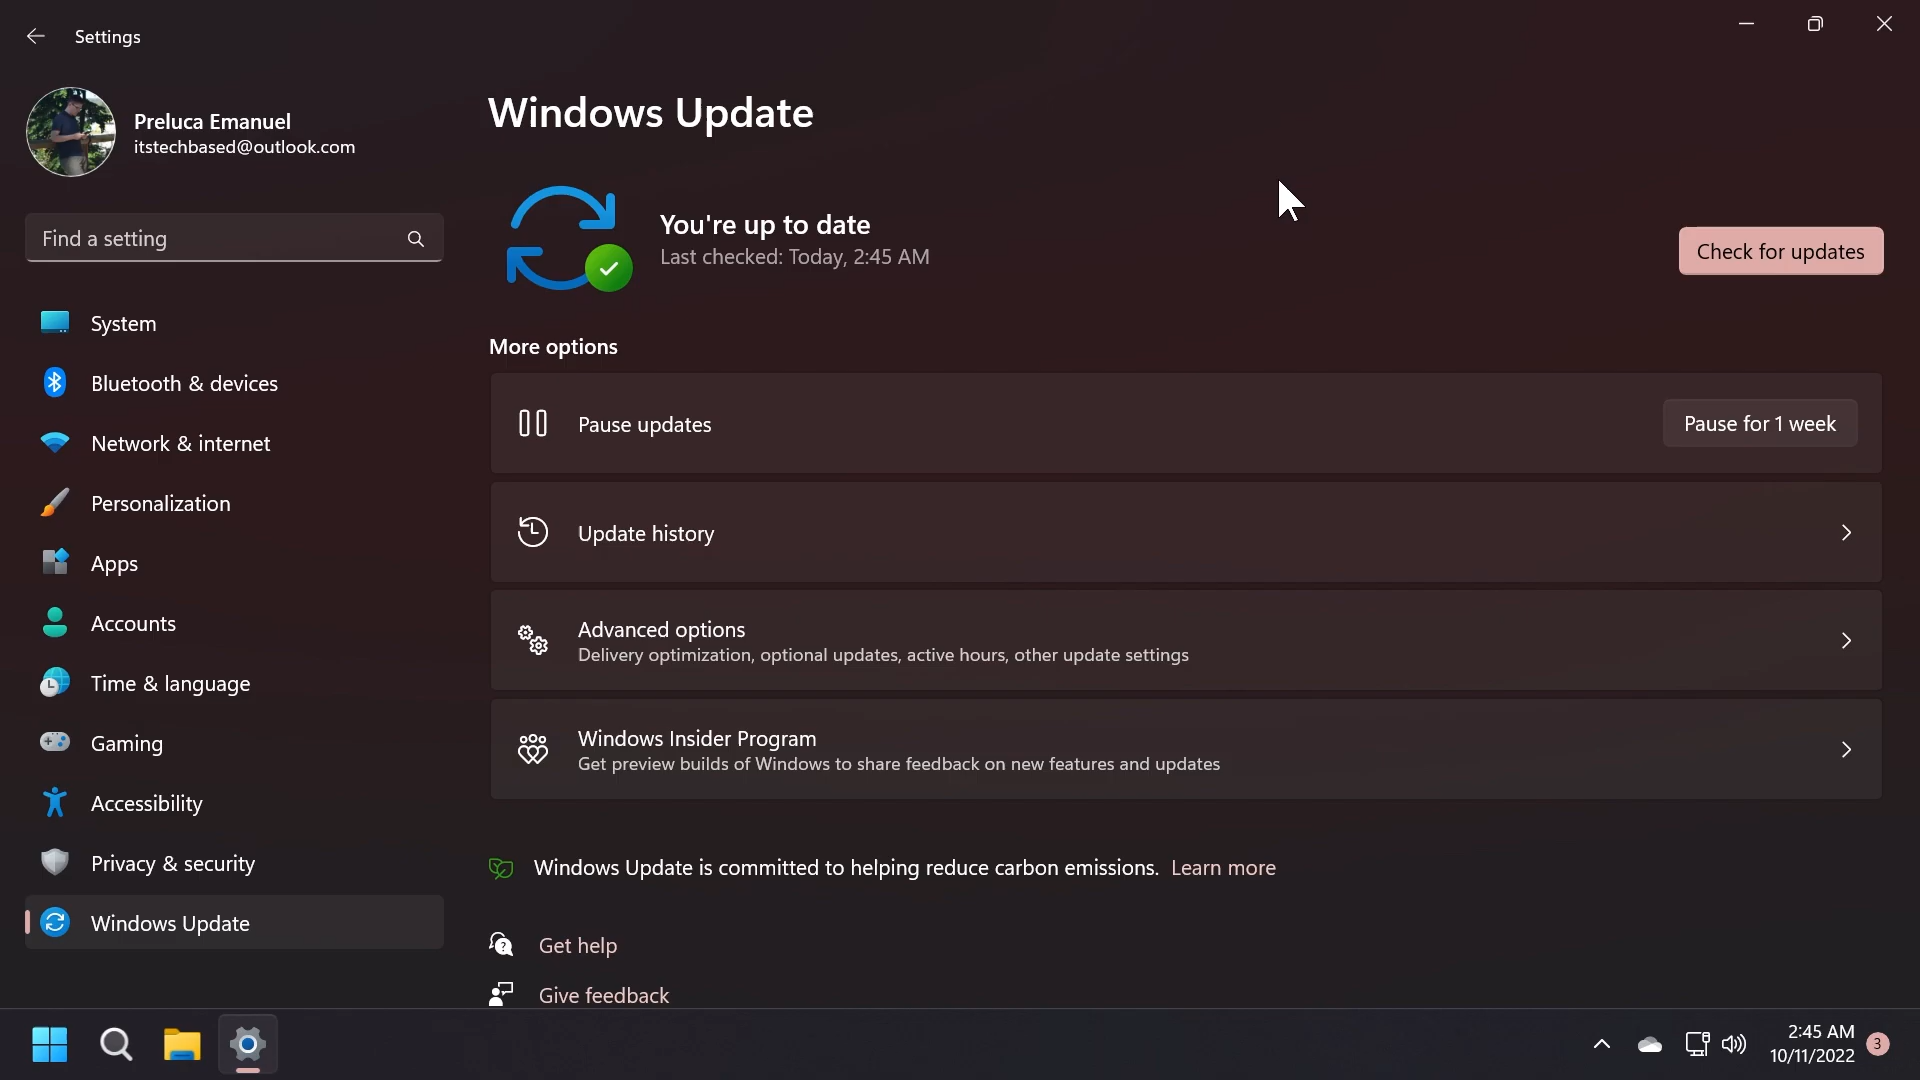 Settings
Preluca Emanuel
itstechbased@outlook.com
Find a setting
System
Bluetooth & devices
Network & internet
Personalization
Apps
Accounts
Time & language
Gaming
Accessibility
Privacy & security
Windows Update
Windows Update
You're up to date
Last checked: Today, 2:45 AM
Check for updates
More options
Pause updates
Pause for 1 week
Update history
Advanced options
Delivery optimization, optional updates, active hours, other update settings
Windows Insider Program
Get preview builds of Windows to share feedback on new features and updates
Windows Update is committed to helping reduce carbon emissions. Learn more
Get help
Give feedback
2:45 AM
10/11/2022
3